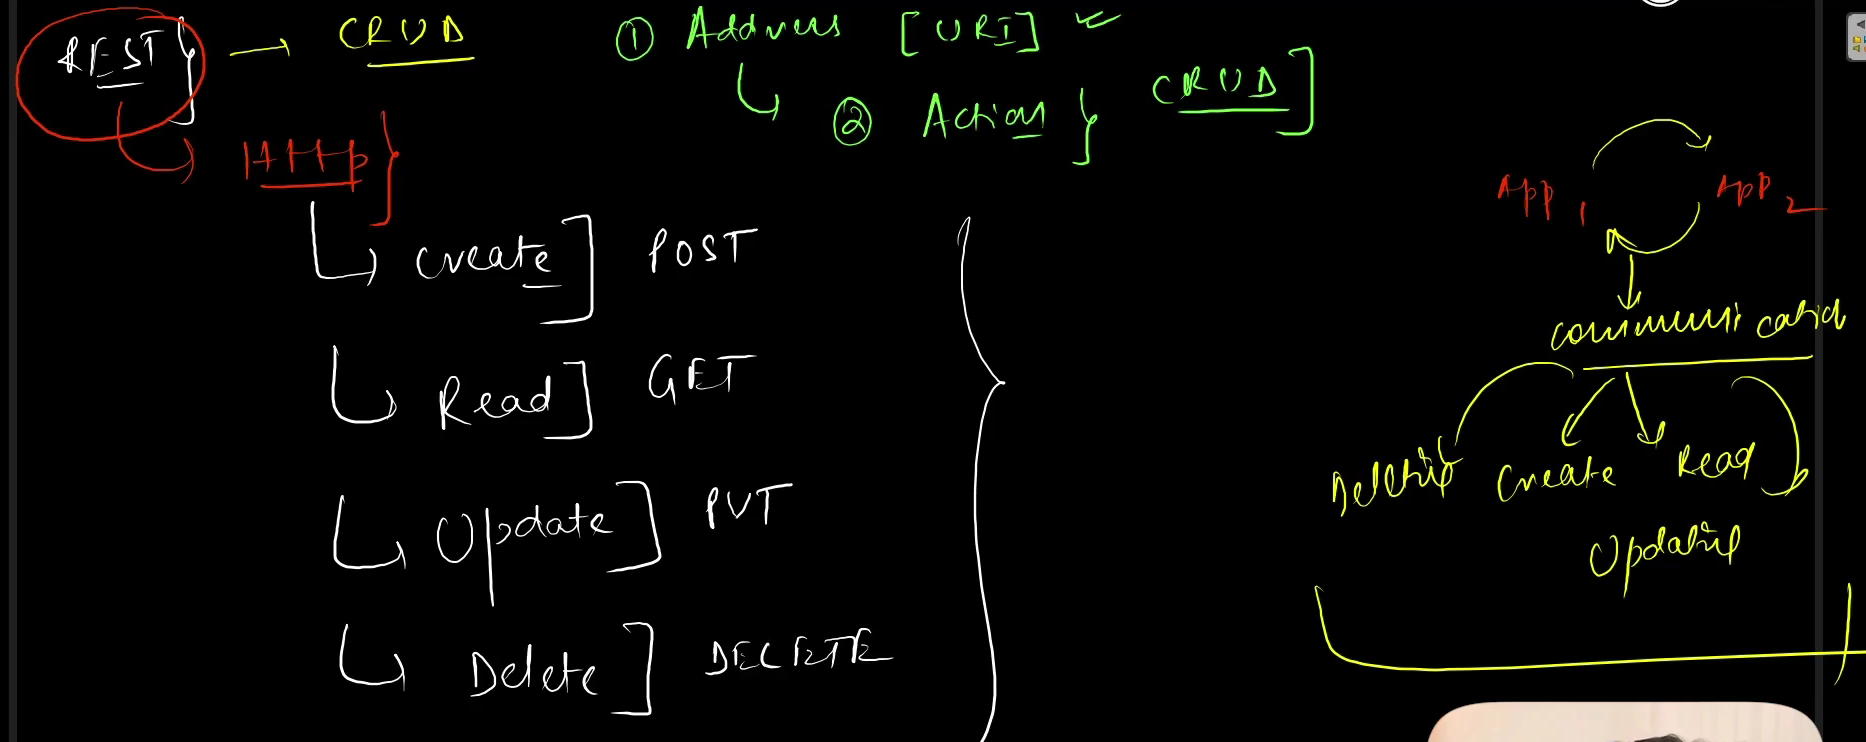 REST → CRUD
① Address [URI]
② Action } CRUD]
HTTP}
App 1 App 2
Create] POST
communication
Read] GET
Deleting Create Read
Update] PUT
Updating
Delete] DELETE